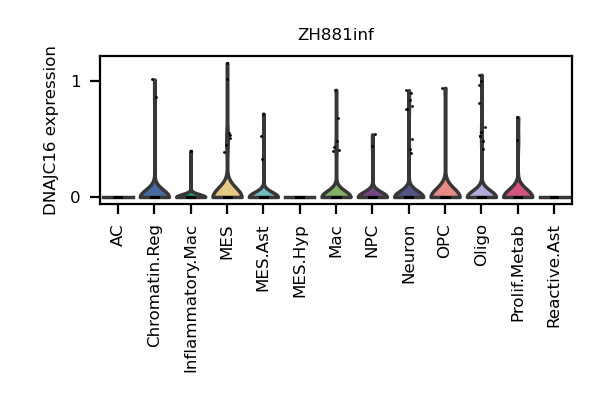 ZH881inf
DNAJC16 expression
1
0
AC
Chromatin.Reg
Inflammatory.Mac
MES
MES.Ast
MES.Hyp
Mac
NPC
Neuron
OPC
Oligo
Prolif.Metab
Reactive.Ast